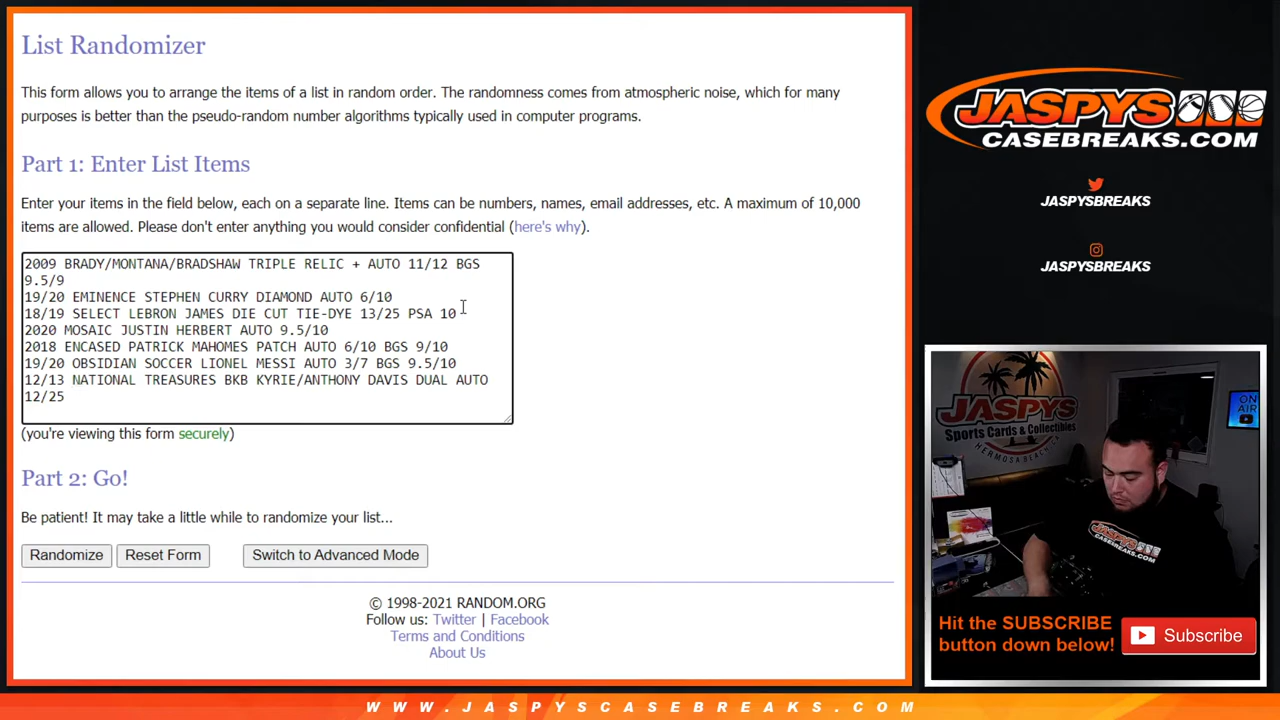 List Randomizer
This form allows you to arrange the items of a list in random order. The randomness comes from atmospheric noise, which for many
purposes is better than the pseudo-random number algorithms typically used in computer programs.
Part 1: Enter List Items
Enter your items in the field below, each on a separate line. Items can be numbers, names, email addresses, etc. A maximum of 10,000
items are allowed. Please don't enter anything you would consider confidential (here's why).
2009 BRADY/MONTANA/BRADSHAW TRIPLE RELIC + AUTO 11/12 BGS
9.5/9
19/20 EMINENCE STEPHEN CURRY DIAMOND AUTO 6/10
18/19 SELECT LEBRON JAMES DIE CUT TIE-DYE 13/25 PSA 10
2020 MOSAIC JUSTIN HERBERT AUTO 9.5/10
2018 ENCASED PATRICK MAHOMES PATCH AUTO 6/10 BGS 9/10
19/20 OBSIDIAN SOCCER LIONEL MESSI AUTO 3/7 BGS 9.5/10
12/13 NATIONAL TREASURES BKB KYRIE/ANTHONY DAVIS DUAL AUTO
12/25
(you're viewing this form securely)
Part 2: Go!
Be patient! It may take a little while to randomize your list...
Randomize
Reset Form
Switch to Advanced Mode
© 1998-2021 RANDOM.ORG
Follow us: Twitter | Facebook
Terms and Conditions
About Us
JASPYS
CASEBREAKS.COM
JASPYSBREAKS
JASPYSBREAKS
JASPYS
Sports Cards & Collectibles
HERMOSA BEACH, CA
ON
AIR
JASPYS
CASEBREAKS.COM
Hit the SUBSCRIBE
button down below!
Subscribe
WWW.JASPYSCASEBREAKS.COM